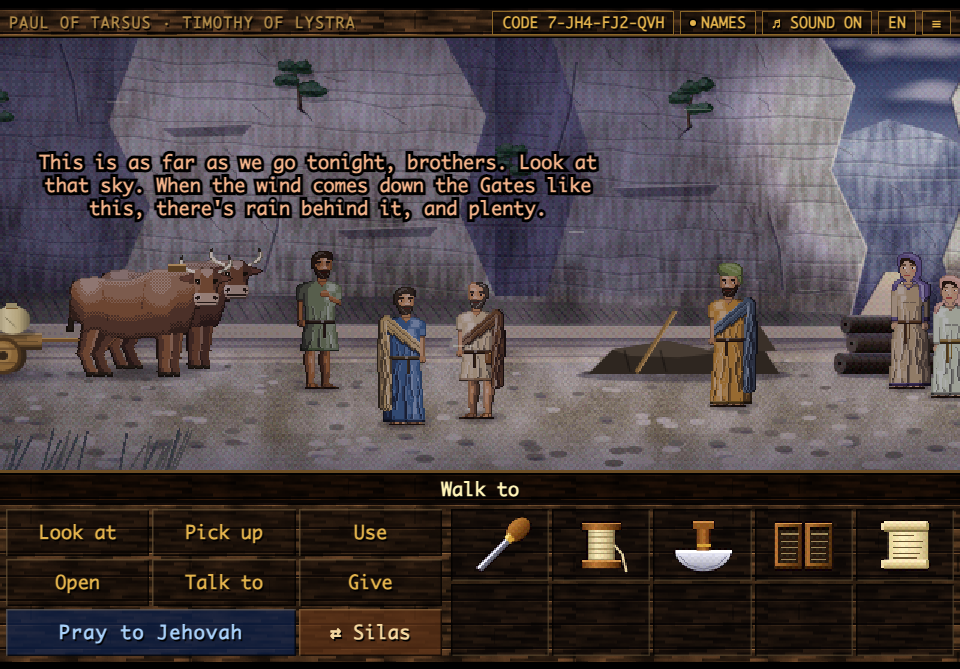 PAUL OF TARSUS · TIMOTHY OF LYSTRA
CODE 7-JH4-FJ2-QVH
• NAMES
♬ SOUND ON
EN
≡
This is as far as we go tonight, brothers. Look at
that sky. When the wind comes down the Gates like
this, there's rain behind it, and plenty.
Walk to
Look at
Pick up
Use
Open
Talk to
Give
Pray to Jehovah
⇄ Silas